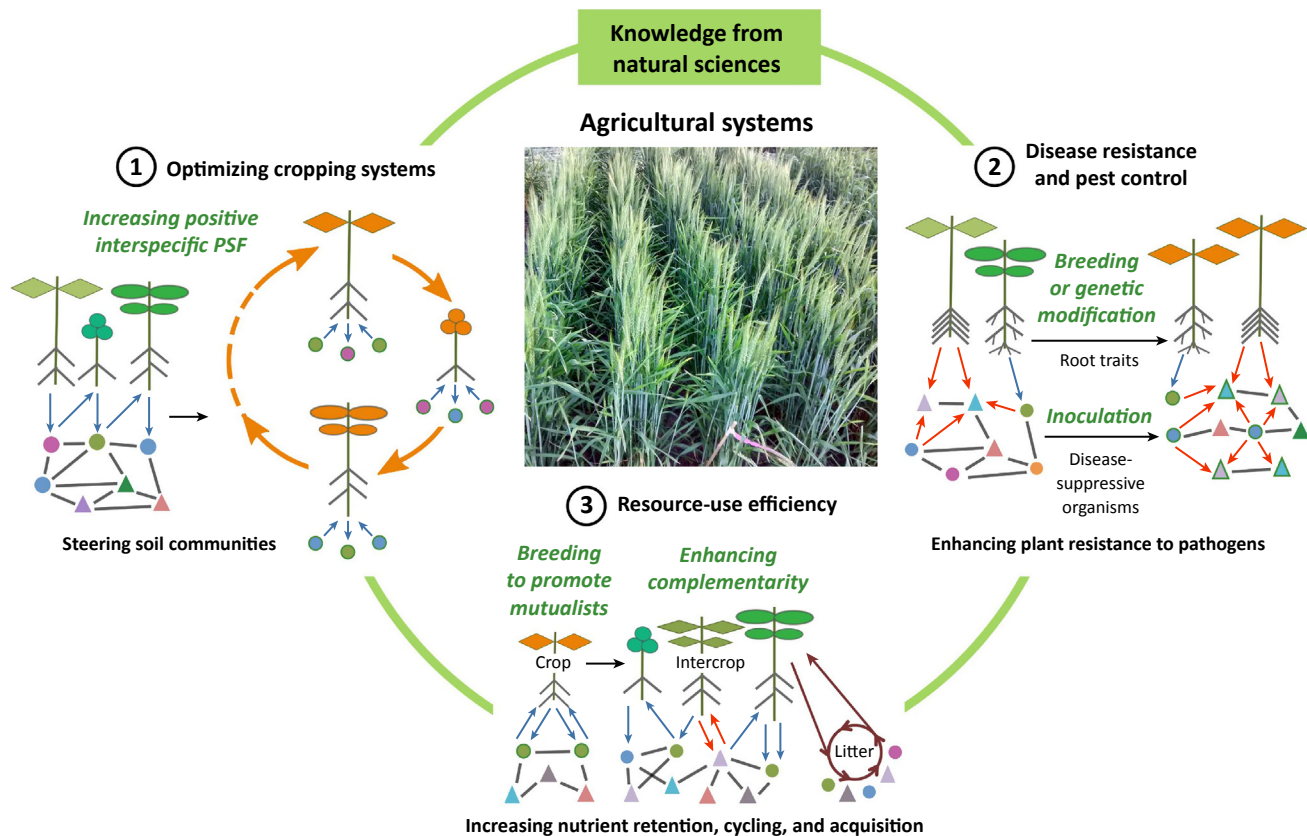 Knowledge from
natural sciences
Agricultural systems
1 Optimizing cropping systems
Increasing positive
interspecific PSF
Steering soil communities
2 Disease resistance
and pest control
Breeding
or genetic
modification
Root traits
Inoculation
Disease-
suppressive
organisms
Enhancing plant resistance to pathogens
3 Resource-use efficiency
Breeding
to promote
mutualists
Enhancing
complementarity
Crop
Intercrop
Litter
Increasing nutrient retention, cycling, and acquisition